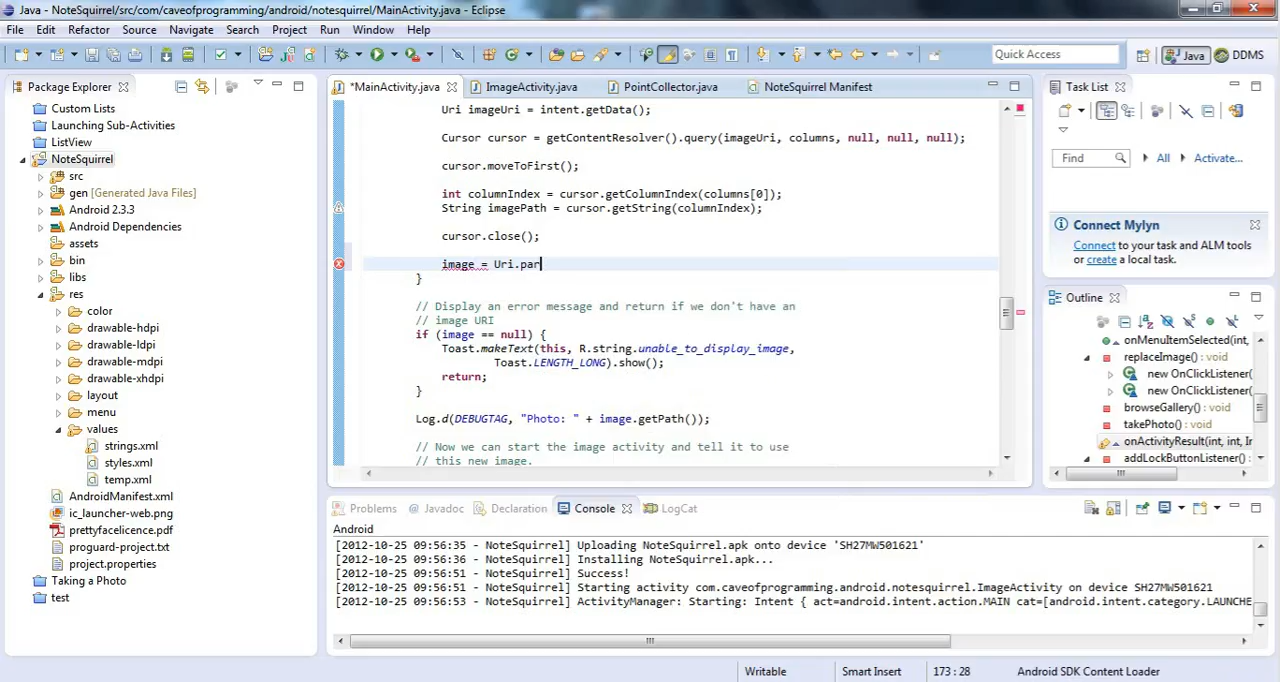 Java - NoteSquirrel/src/com/caveofprogramming/android/notesquirrel/MainActivity.java - Eclipse
File Edit Refactor Source Navigate Search Project Run Window Help
Quick Access Java DDMS
Package Explorer *MainActivity.java ImageActivity.java PointCollector.java NoteSquirrel Manifest Task List
Custom Lists
Launching Sub-Activities
ListView
NoteSquirrel
src
gen [Generated Java Files]
Android 2.3.3
Android Dependencies
assets
bin
libs
res
color
drawable-hdpi
drawable-ldpi
drawable-mdpi
drawable-xhdpi
layout
menu
values
strings.xml
styles.xml
temp.xml
AndroidManifest.xml
ic_launcher-web.png
prettyfacelicence.pdf
proguard-project.txt
project.properties
Taking a Photo
test
Uri imageUri = intent.getData();
Cursor cursor = getContentResolver().query(imageUri, columns, null, null, null);
cursor.moveToFirst();
int columnIndex = cursor.getColumnIndex(columns[0]);
String imagePath = cursor.getString(columnIndex);
cursor.close();
image = Uri.par
}
// Display an error message and return if we don't have an
// image URI
if (image == null) {
Toast.makeText(this, R.string.unable_to_display_image,
Toast.LENGTH_LONG).show();
return;
}
Log.d(DEBUGTAG, "Photo: " + image.getPath());
// Now we can start the image activity and tell it to use
// this new image.
Find All Activate...
Connect Mylyn
Connect to your task and ALM tools
or create a local task.
Outline
onMenuItemSelected(int,
replaceImage() : void
new OnClickListener(
new OnClickListener(
browseGallery() : void
takePhoto() : void
onActivityResult(int, int, I
addLockButtonListener() :
Problems Javadoc Declaration Console LogCat
Android
[2012-10-25 09:56:35 - NoteSquirrel] Uploading NoteSquirrel.apk onto device 'SH27MW501621'
[2012-10-25 09:56:36 - NoteSquirrel] Installing NoteSquirrel.apk...
[2012-10-25 09:56:51 - NoteSquirrel] Success!
[2012-10-25 09:56:51 - NoteSquirrel] Starting activity com.caveofprogramming.android.notesquirrel.ImageActivity on device SH27MW501621
[2012-10-25 09:56:53 - NoteSquirrel] ActivityManager: Starting: Intent { act=android.intent.action.MAIN cat=[android.intent.category.LAUNCHE
Writable Smart Insert 173 : 28 Android SDK Content Loader